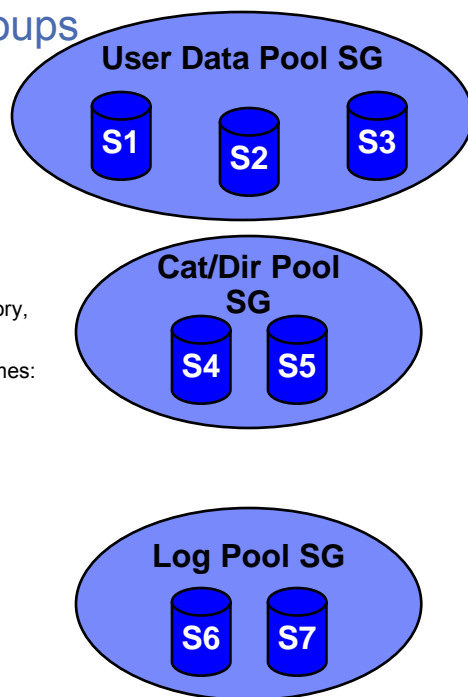 oups
User Data Pool SG
S1
S2
S3
Cat/Dir Pool
SG
ory,
S4 S5
mes:
Log Pool SG
S6 S7